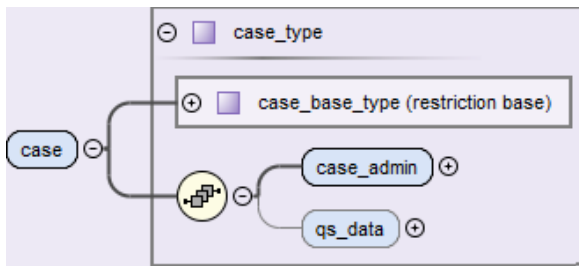 case_type
case_base_type (restriction base)
case
case_admin
qs_data